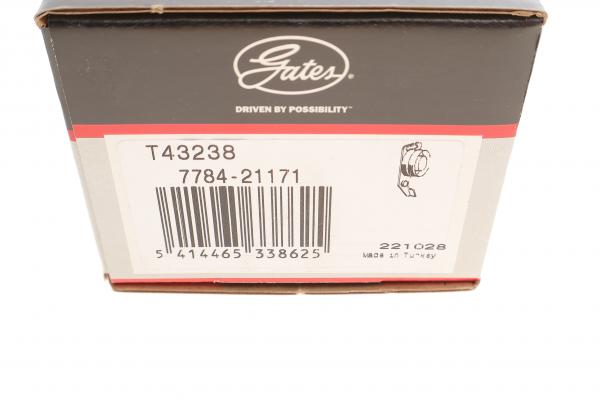 Gates®
DRIVEN BY POSSIBILITY™
T43238
7784-21171
5 414465 338625
221028
Made in Turkey